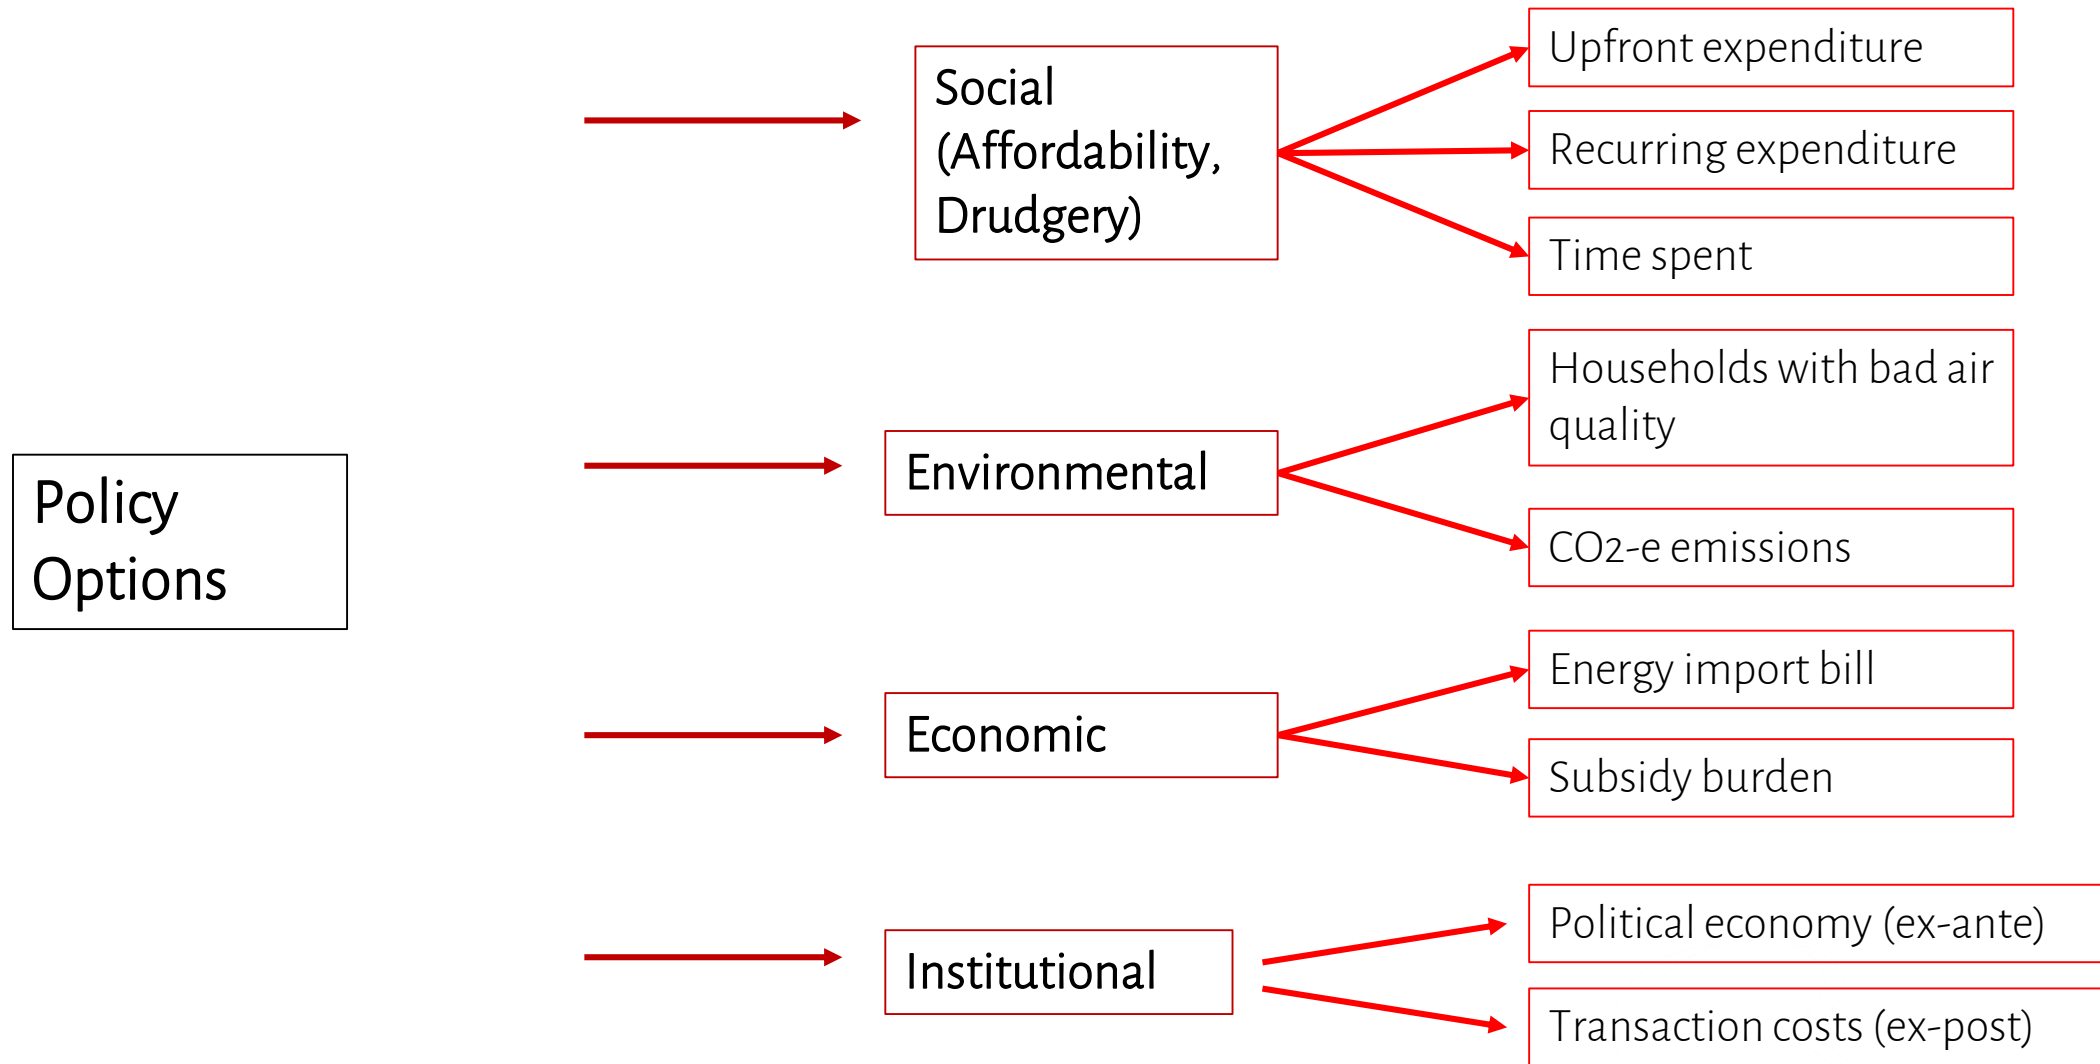 Policy
Options
Social
(Affordability,
Drudgery)
Upfront expenditure
Recurring expenditure
Time spent
Environmental
Households with bad air
quality
CO2-e emissions
Economic
Energy import bill
Subsidy burden
Institutional
Political economy (ex-ante)
Transaction costs (ex-post)